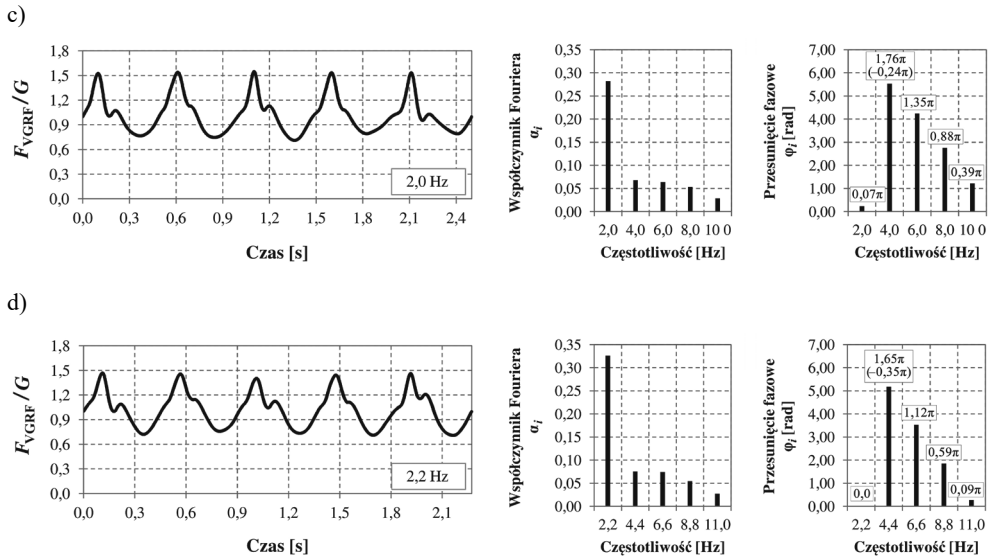 c)
F_VGRF / G
1,8
1,5
1,2
0,9
0,6
0,3
0,0
2,0 Hz
0,0 0,3 0,6 0,9 1,2 1,5 1,8 2,1 2,4
Czas [s]
Współczynnik Fouriera
α_i
0,35
0,30
0,25
0,20
0,15
0,10
0,05
0,00
2,0 4,0 6,0 8,0 10 0
Częstotliwość [Hz]
Przesunięcie fazowe
φ_i [rad]
7,00
6,00
5,00
4,00
3,00
2,00
1,00
0,00
1,76π
(−0,24π)
1,35π
0,88π
0,39π
0,07π
2,0 4,0 6,0 8,0 10 0
Częstotliwość [Hz]
d)
F_VGRF / G
1,8
1,5
1,2
0,9
0,6
0,3
0,0
2,2 Hz
0,0 0,3 0,6 0,9 1,2 1,5 1,8 2,1
Czas [s]
Współczynnik Fouriera
α_i
0,35
0,30
0,25
0,20
0,15
0,10
0,05
0,00
2,2 4,4 6,6 8,8 11,0
Częstotliwość [Hz]
Przesunięcie fazowe
φ_i [rad]
7,00
6,00
5,00
4,00
3,00
2,00
1,00
0,00
1,65π
(−0,35π)
1,12π
0,59π
0,09π
0,0
2,2 4,4 6,6 8,8 11,0
Częstotliwość [Hz]